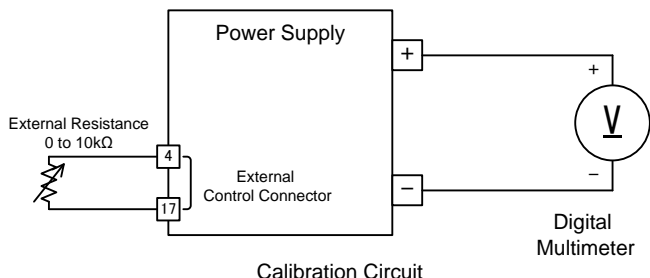 Power Supply
+
+
External Resistance
0 to 10kΩ
4
V
External
Control Connector
17
−
−
Digital
Multimeter
Calibration Circuit